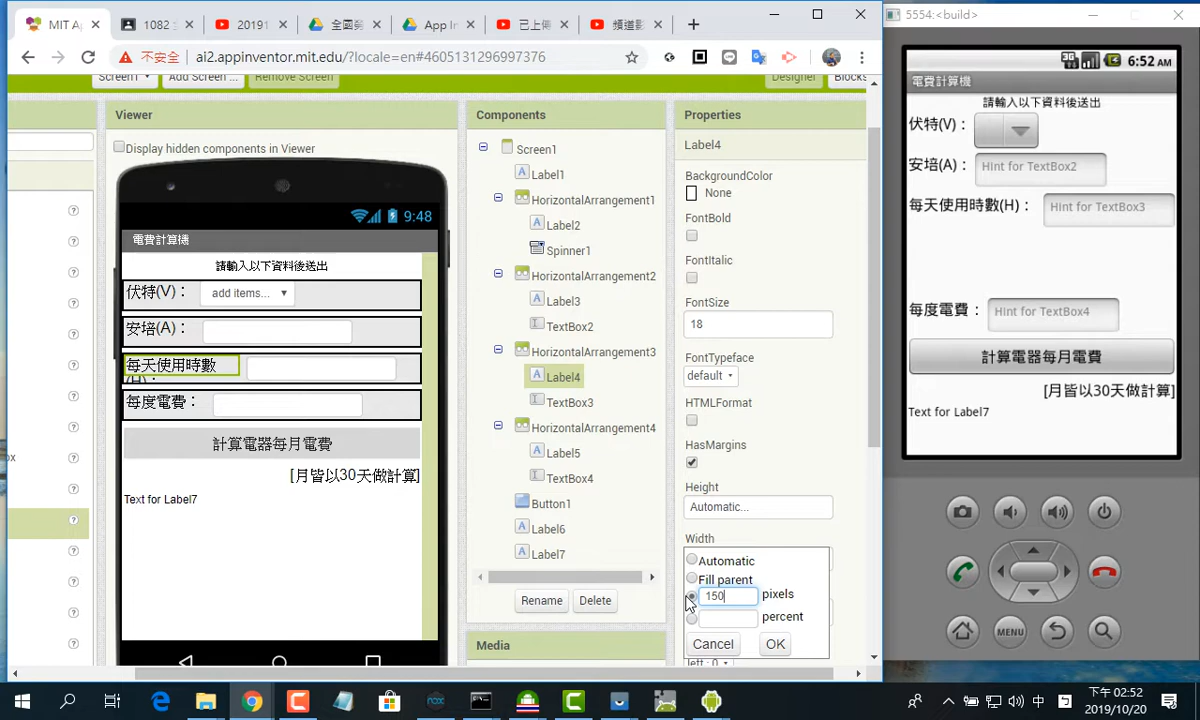 MIT Ap
1082
20191
全國勞
App In
已上傳
頻道影
不安全
ai2.appinventor.mit.edu/?locale=en#4605131296997376
Screen1
Add Screen ...
Remove Screen
Designer
Blocks
Viewer
Display hidden components in Viewer
9:48
電費計算機
請輸入以下資料後送出
伏特(V)：
add items...
安培(A)：
每天使用時數
(H)：
每度電費：
計算電器每月電費
[月皆以30天做計算]
Text for Label7
Components
Screen1
Label1
HorizontalArrangement1
Label2
Spinner1
HorizontalArrangement2
Label3
TextBox2
HorizontalArrangement3
Label4
TextBox3
HorizontalArrangement4
Label5
TextBox4
Button1
Label6
Label7
Rename
Delete
Media
Properties
Label4
BackgroundColor
None
FontBold
FontItalic
FontSize
18
FontTypeface
default
HTMLFormat
HasMargins
Height
Automatic...
Width
Automatic
Fill parent
150 pixels
percent
Cancel
OK
left : 0
5554:<build>
3G
6:52 AM
電費計算機
請輸入以下資料後送出
伏特(V)：
安培(A)：
Hint for TextBox2
每天使用時數(H)：
Hint for TextBox3
每度電費：
Hint for TextBox4
計算電器每月電費
[月皆以30天做計算]
Text for Label7
MENU
nox
中
下午 02:52
2019/10/20